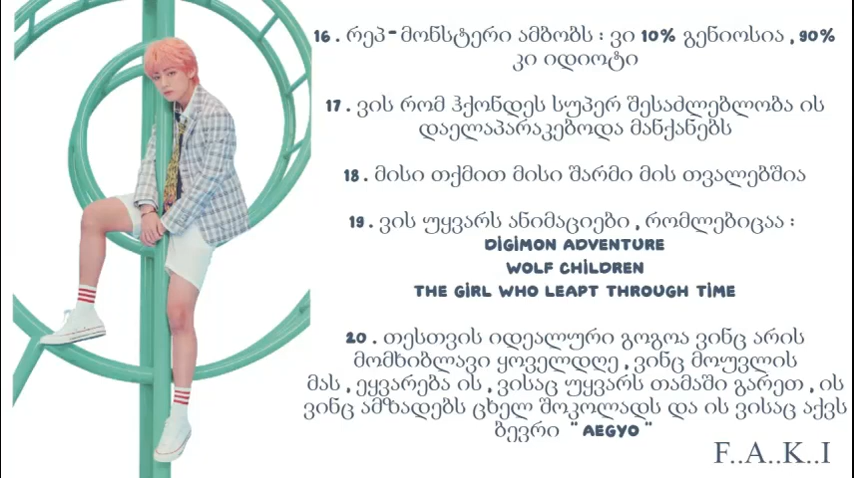 16. რეპ-მონსტერი ამბობს : ვი 10% გენიოსია , 90%
კი იდიოტი
17. ვის რომ ჰქონდეს სუპერ შესაძლებლობა ის
დაელაპარაკებოდა მანქანებს
18. მისი თქმით მისი შარმი მის თვალებშია
19. ვის უყვარს ანიმაციები , რომლებიცაა :
DIGIMON ADVENTURE
WOLF CHILDREN
THE GIRL WHO LEAPT THROUGH TIME
20. თესთვის იდეალური გოგოა ვინც არის
მომხიბლავი ყოველდღე , ვინც მოუვლის
მას , ეყვარება ის , ვისაც უყვარს თამაში გარეთ , ის
ვინც ამზადებს ცხელ შოკოლადს და ის ვისაც აქვს
ბევრი "AEGYO"
F..A..K..I